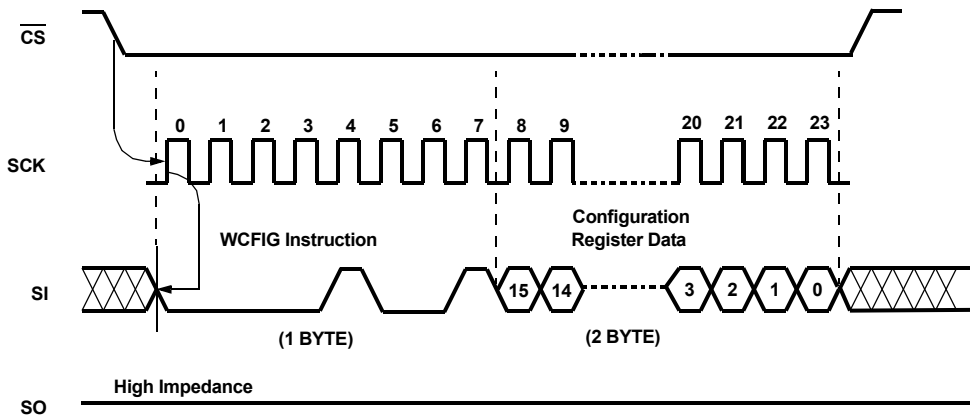 CS
0 1 2 3 4 5 6 7 8 9 20 21 22 23
SCK
WCFIG Instruction
Configuration
Register Data
SI
15 14 3 2 1 0
(1 BYTE) (2 BYTE)
High Impedance
SO